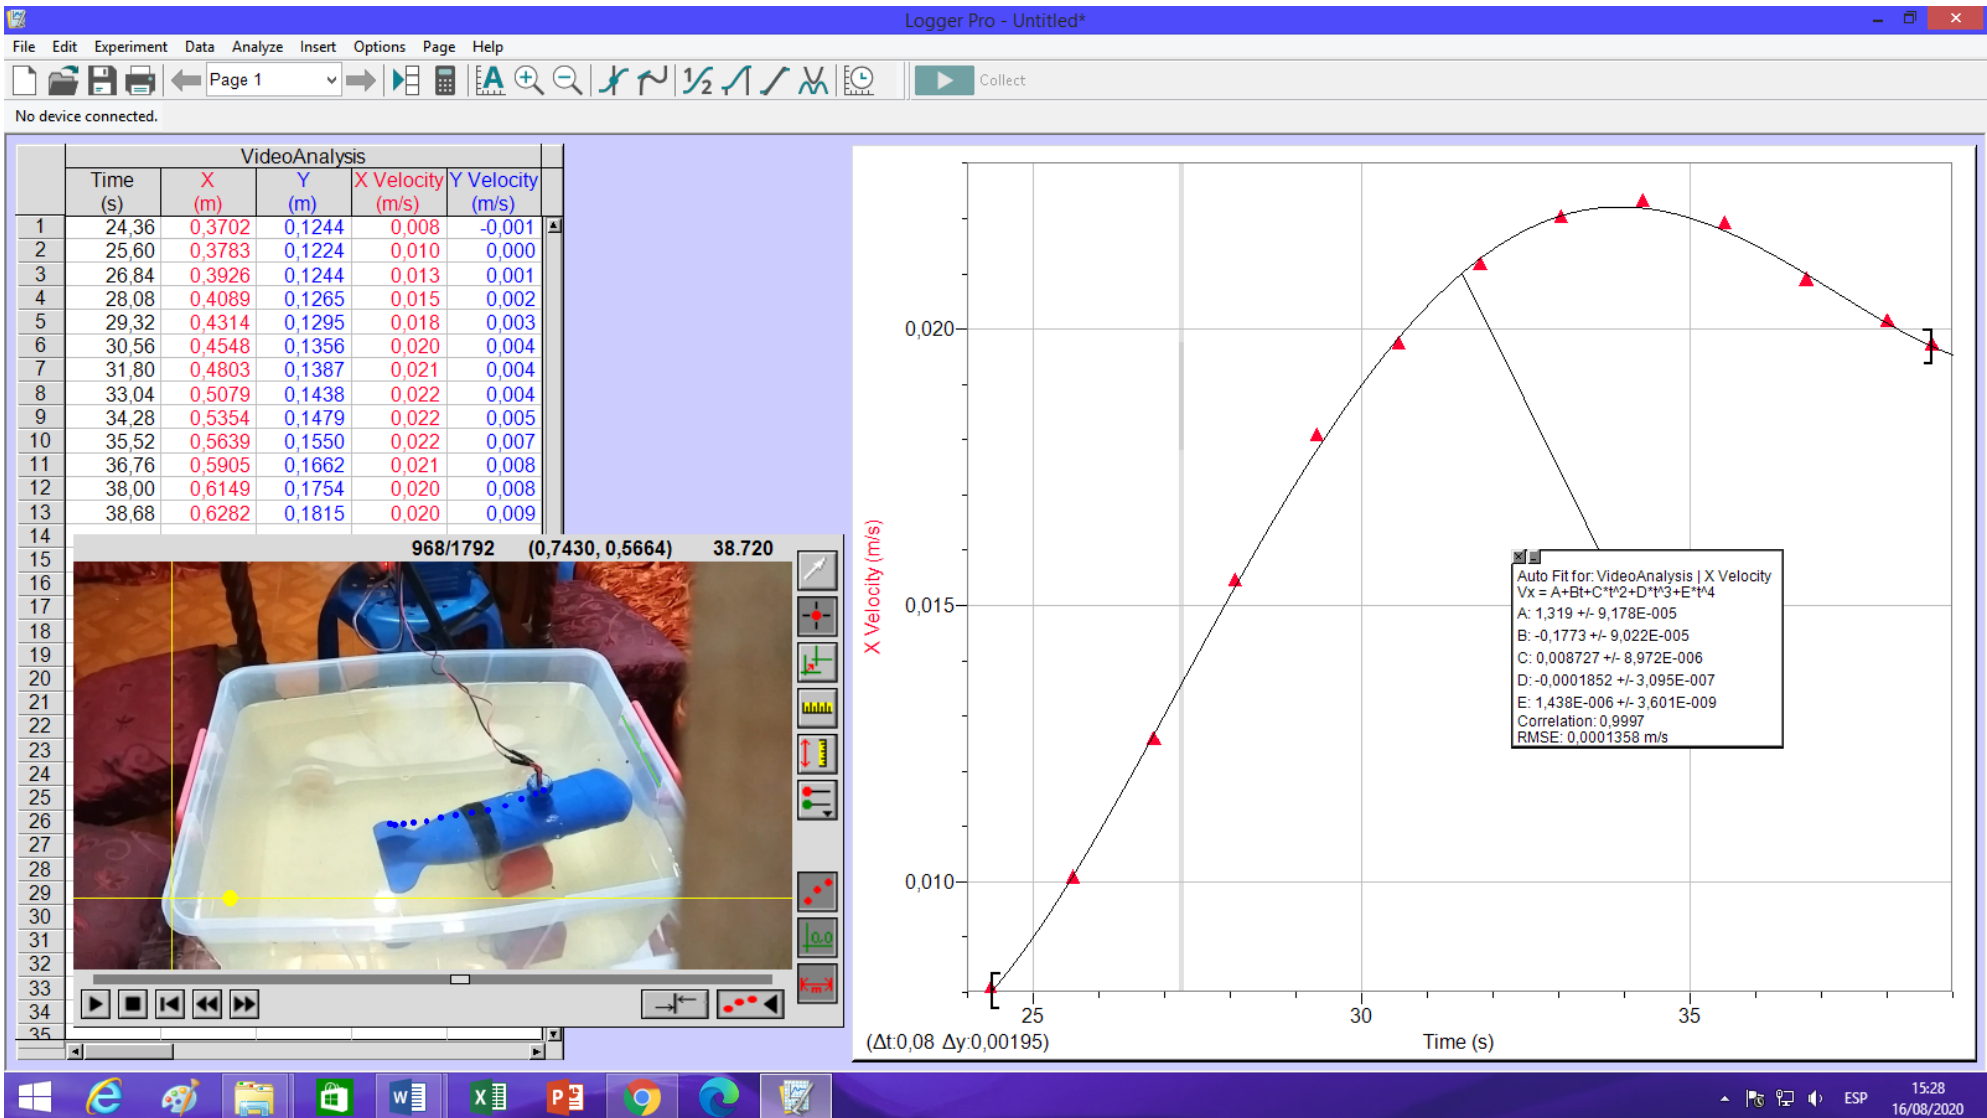 Logger Pro - Untitled*
File Edit Experiment Data Analyze Insert Options Page Help
Page 1
Collect
No device connected.
VideoAnalysis
Time X Y X Velocity Y Velocity
(s) (m) (m) (m/s) (m/s)
1 24,36 0,3702 0,1244 0,008 -0,001
2 25,60 0,3783 0,1224 0,010 0,000
3 26,84 0,3926 0,1244 0,013 0,001
4 28,08 0,4089 0,1265 0,015 0,002
5 29,32 0,4314 0,1295 0,018 0,003
6 30,56 0,4548 0,1356 0,020 0,004
7 31,80 0,4803 0,1387 0,021 0,004
8 33,04 0,5079 0,1438 0,022 0,004
9 34,28 0,5354 0,1479 0,022 0,005
10 35,52 0,5639 0,1550 0,022 0,007
11 36,76 0,5905 0,1662 0,021 0,008
12 38,00 0,6149 0,1754 0,020 0,008
13 38,68 0,6282 0,1815 0,020 0,009
14
15
16
17
18
19
20
21
22
23
24
25
26
27
28
29
30
31
32
33
34
35
968/1792 (0,7430, 0,5664) 38.720
0,0
m
X Velocity (m/s)
0,020
0,015
0,010
25 30 35
(Δt:0,08 Δy:0,00195)
Time (s)
Auto Fit for: VideoAnalysis | X Velocity
Vx = A+Bt+C*t^2+D*t^3+E*t^4
A: 1,319 +/- 9,178E-005
B: -0,1773 +/- 9,022E-005
C: 0,008727 +/- 8,972E-006
D: -0,0001852 +/- 3,095E-007
E: 1,438E-006 +/- 3,601E-009
Correlation: 0,9997
RMSE: 0,0001358 m/s
ESP
15:28
16/08/2020